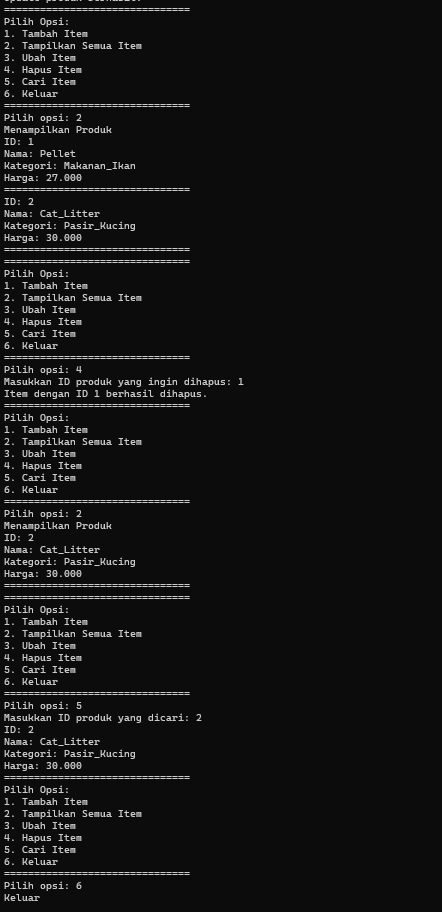 ===============================
Pilih Opsi:
1. Tambah Item
2. Tampilkan Semua Item
3. Ubah Item
4. Hapus Item
5. Cari Item
6. Keluar
===============================
Pilih opsi: 2
Menampilkan Produk
ID: 1
Nama: Pellet
Kategori: Makanan_Ikan
Harga: 27.000
===============================
ID: 2
Nama: Cat_Litter
Kategori: Pasir_Kucing
Harga: 30.000
===============================
===============================
Pilih Opsi:
1. Tambah Item
2. Tampilkan Semua Item
3. Ubah Item
4. Hapus Item
5. Cari Item
6. Keluar
===============================
Pilih opsi: 4
Masukkan ID produk yang ingin dihapus: 1
Item dengan ID 1 berhasil dihapus.
===============================
Pilih Opsi:
1. Tambah Item
2. Tampilkan Semua Item
3. Ubah Item
4. Hapus Item
5. Cari Item
6. Keluar
===============================
Pilih opsi: 2
Menampilkan Produk
ID: 2
Nama: Cat_Litter
Kategori: Pasir_Kucing
Harga: 30.000
===============================
===============================
Pilih Opsi:
1. Tambah Item
2. Tampilkan Semua Item
3. Ubah Item
4. Hapus Item
5. Cari Item
6. Keluar
===============================
Pilih opsi: 5
Masukkan ID produk yang dicari: 2
ID: 2
Nama: Cat_Litter
Kategori: Pasir_Kucing
Harga: 30.000
===============================
Pilih Opsi:
1. Tambah Item
2. Tampilkan Semua Item
3. Ubah Item
4. Hapus Item
5. Cari Item
6. Keluar
===============================
Pilih opsi: 6
Keluar